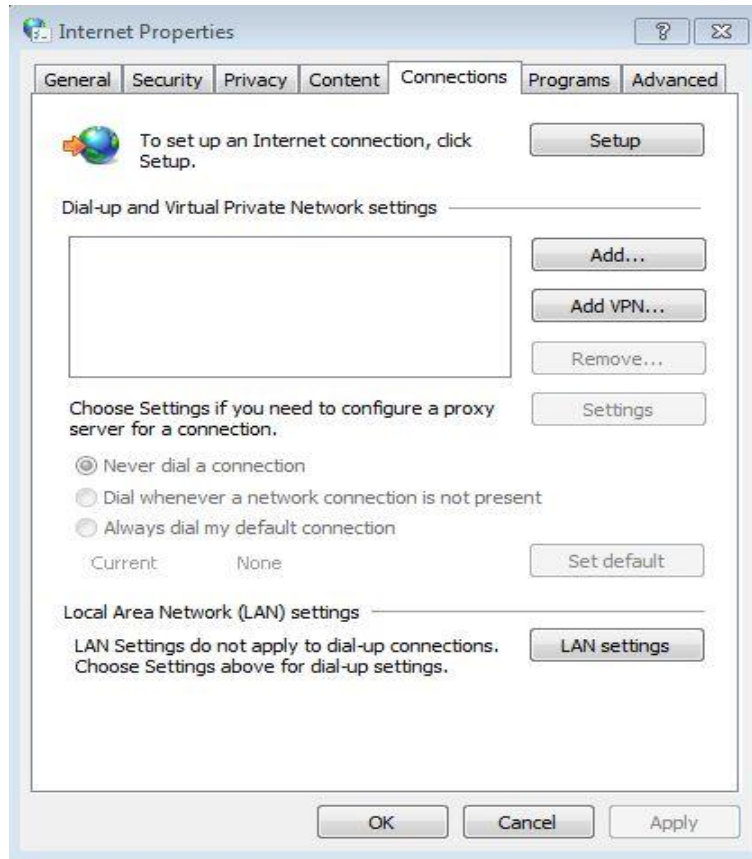 Internet Properties
General Security Privacy Content Connections Programs Advanced
To set up an Internet connection, click
Setup.
Setup
Dial-up and Virtual Private Network settings
Add...
Add VPN...
Remove...
Choose Settings if you need to configure a proxy
server for a connection.
Settings
Never dial a connection
Dial whenever a network connection is not present
Always dial my default connection
Current None
Set default
Local Area Network (LAN) settings
LAN Settings do not apply to dial-up connections.
Choose Settings above for dial-up settings.
LAN settings
OK Cancel Apply